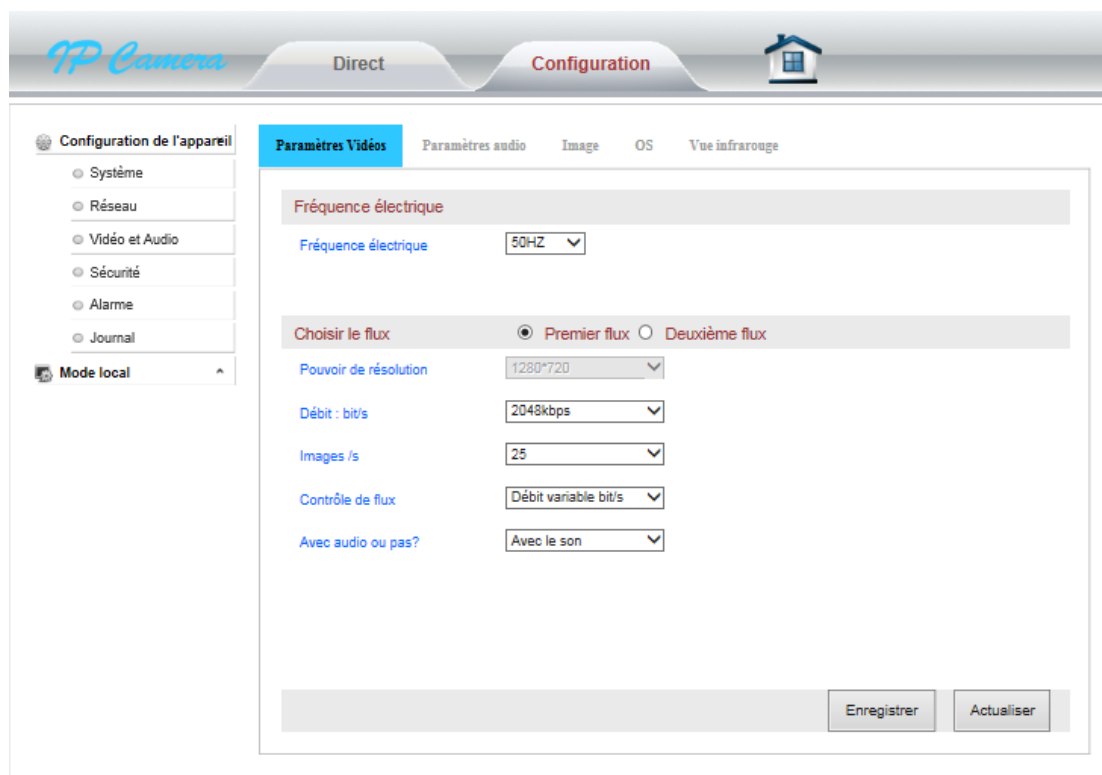 IP Camera
Direct
Configuration
Configuration de l'appareil
Système
Réseau
Vidéo et Audio
Sécurité
Alarme
Journal
Mode local
Paramètres Vidéos
Paramètres audio
Image
OS
Vue infrarouge
Fréquence électrique
Fréquence électrique
50HZ
Choisir le flux
Premier flux
Deuxième flux
Pouvoir de résolution
1280*720
Débit : bit/s
2048kbps
Images /s
25
Contrôle de flux
Débit variable bit/s
Avec audio ou pas?
Avec le son
Enregistrer
Actualiser